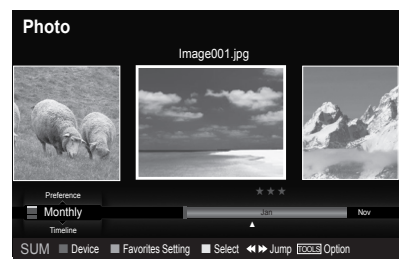 Photo
Image001.jpg
Preference
Monthly
Timeline
Jan
Nov
SUM Device Favorites Setting Select Jump TOOLS Option